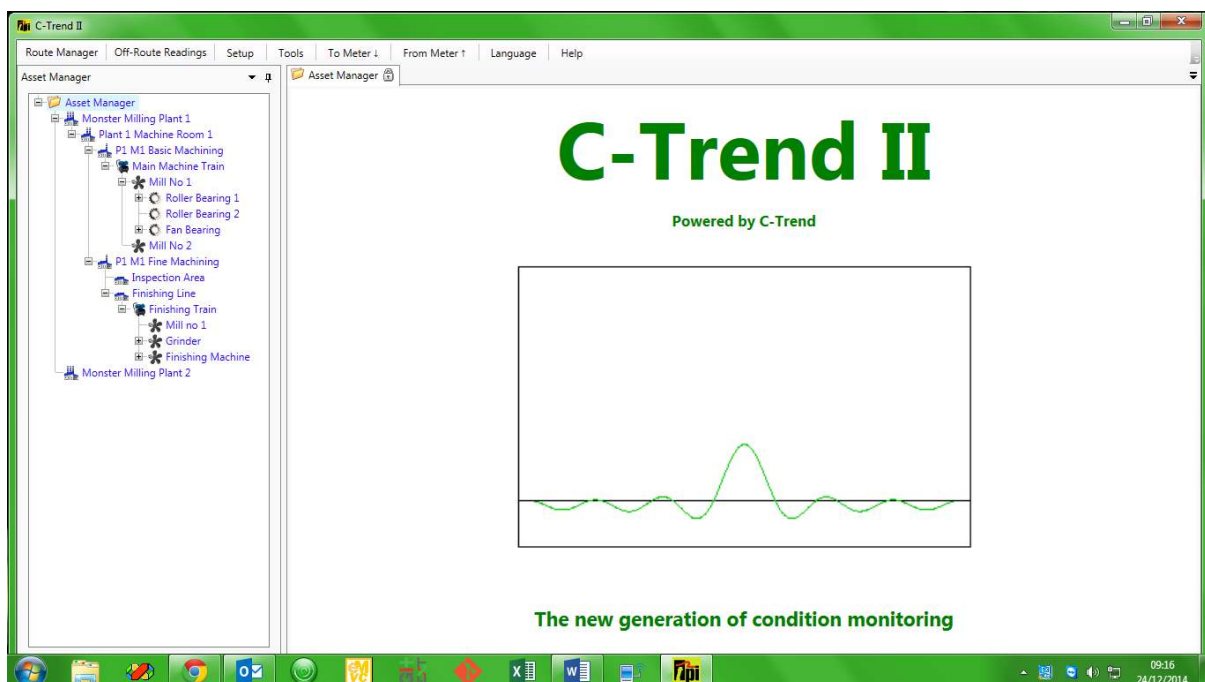 C-Trend II
Route Manager Off-Route Readings Setup Tools To Meter ↓ From Meter ↑ Language Help
Asset Manager
Asset Manager
Asset Manager
Monster Milling Plant 1
Plant 1 Machine Room 1
P1 M1 Basic Machining
Main Machine Train
Mill No 1
Roller Bearing 1
Roller Bearing 2
Fan Bearing
Mill No 2
P1 M1 Fine Machining
Inspection Area
Finishing Line
Finishing Train
Mill no 1
Grinder
Finishing Machine
Monster Milling Plant 2
C-Trend II
Powered by C-Trend
The new generation of condition monitoring
09:16
24/12/2014